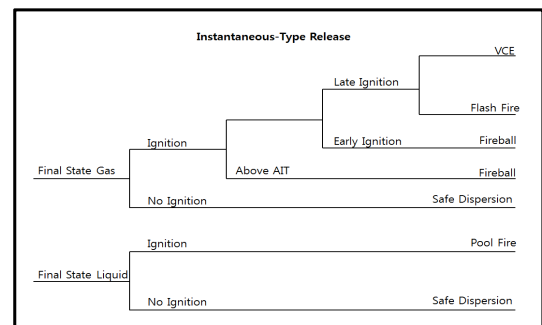 Instantaneous-Type Release
VCE
Late Ignition
Flash Fire
Ignition
Early Ignition
Fireball
Final State Gas
Above AIT
Fireball
No Ignition
Safe Dispersion
Ignition
Pool Fire
Final State Liquid
No Ignition
Safe Dispersion